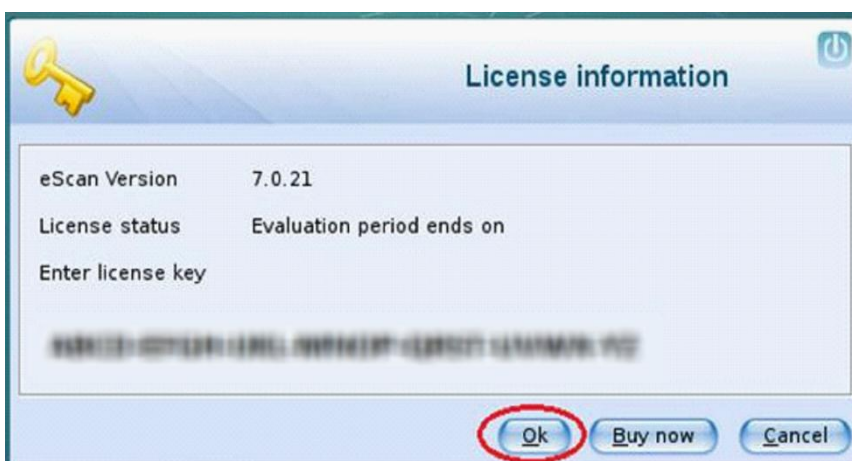 License information
eScan Version 7.0.21
License status Evaluation period ends on
Enter license key
Ok Buy now Cancel